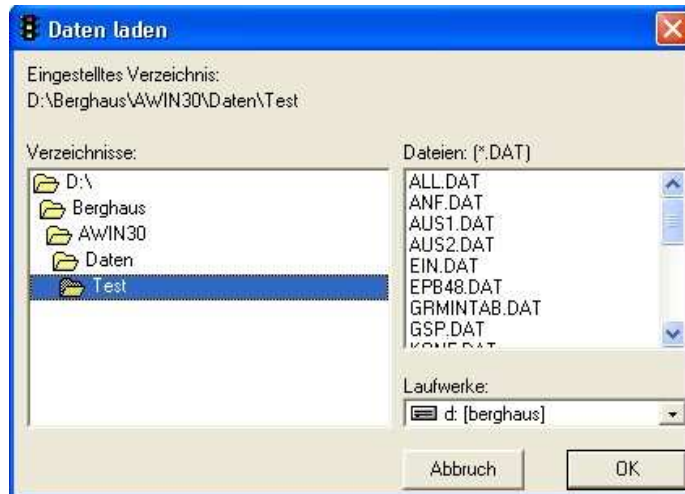 Daten laden
Eingestelltes Verzeichnis:
D:\Berghaus\AWIN30\Daten\Test
Verzeichnisse:
D:\
Berghaus
AWIN30
Daten
Test
Dateien: (*.DAT)
ALL.DAT
ANF.DAT
AUS1.DAT
AUS2.DAT
EIN.DAT
EPB48.DAT
GRMINTAB.DAT
GSP.DAT
Laufwerke:
d: [berghaus]
Abbruch
OK